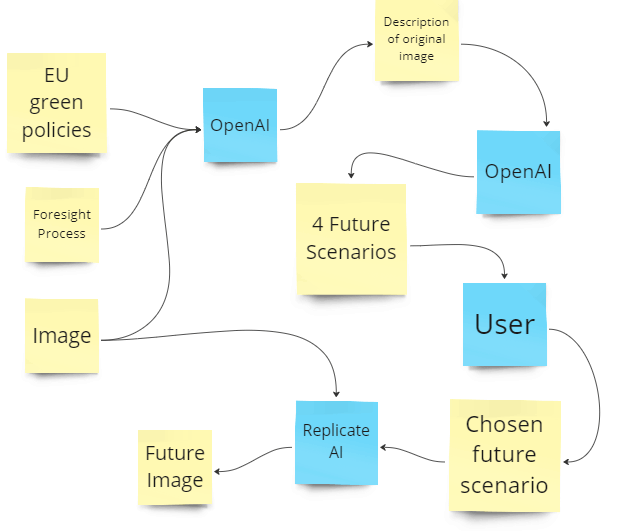 Description
of original
image
EU
green
policies
OpenAI
OpenAI
Foresight
Process
4 Future
Scenarios
Image
User
Replicate
AI
Chosen
future
scenario
Future
Image